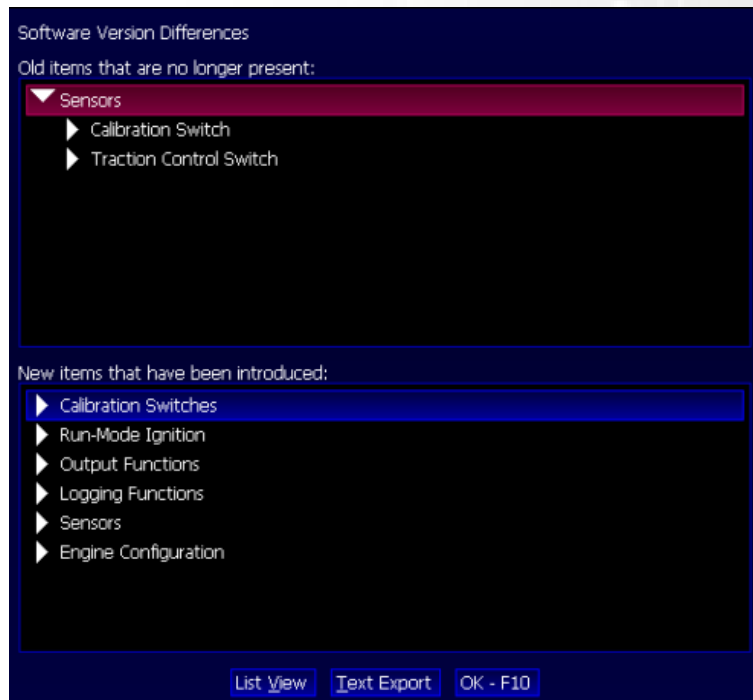 Software Version Differences
Old items that are no longer present:
Sensors
Calibration Switch
Traction Control Switch
New items that have been introduced:
Calibration Switches
Run-Mode Ignition
Output Functions
Logging Functions
Sensors
Engine Configuration
List View Text Export OK - F10